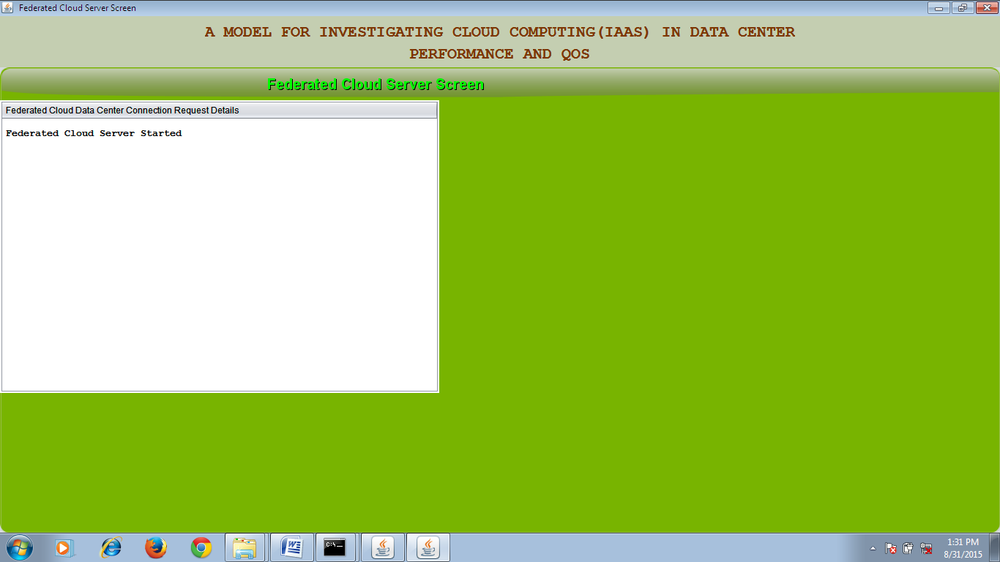 Federated Cloud Server Screen
A MODEL FOR INVESTIGATING CLOUD COMPUTING(IAAS) IN DATA CENTER
PERFORMANCE AND QOS
Federated Cloud Server Screen
Federated Cloud Data Center Connection Request Details
Federated Cloud Server Started
C:\
1:31 PM
8/31/2015